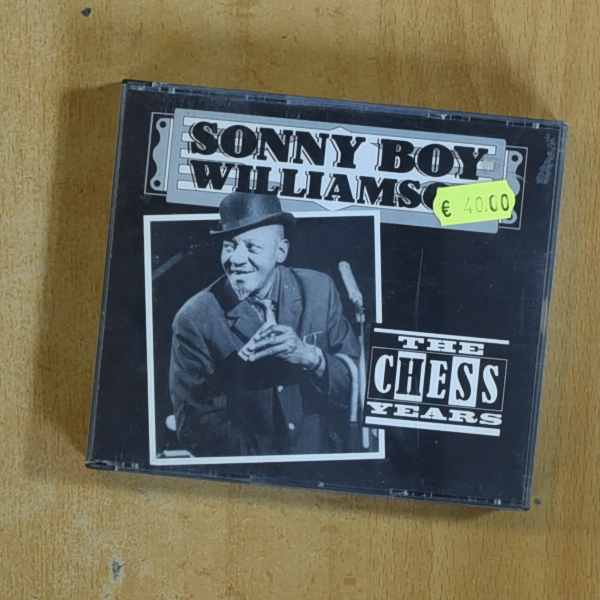 SONNY BOY
WILLIAMSO
€ 40.00
THE
CHESS
YEARS